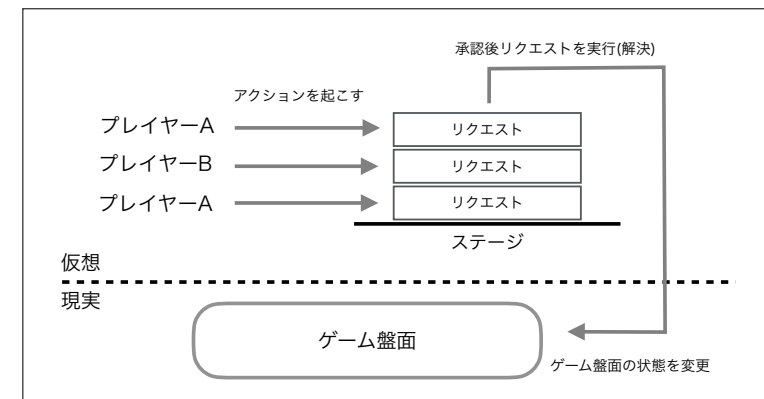 承認後リクエストを実行(解決)
アクションを起こす
プレイヤーA
リクエスト
プレイヤーB
リクエスト
プレイヤーA
リクエスト
ステージ
仮想
現実
ゲーム盤面
ゲーム盤面の状態を変更